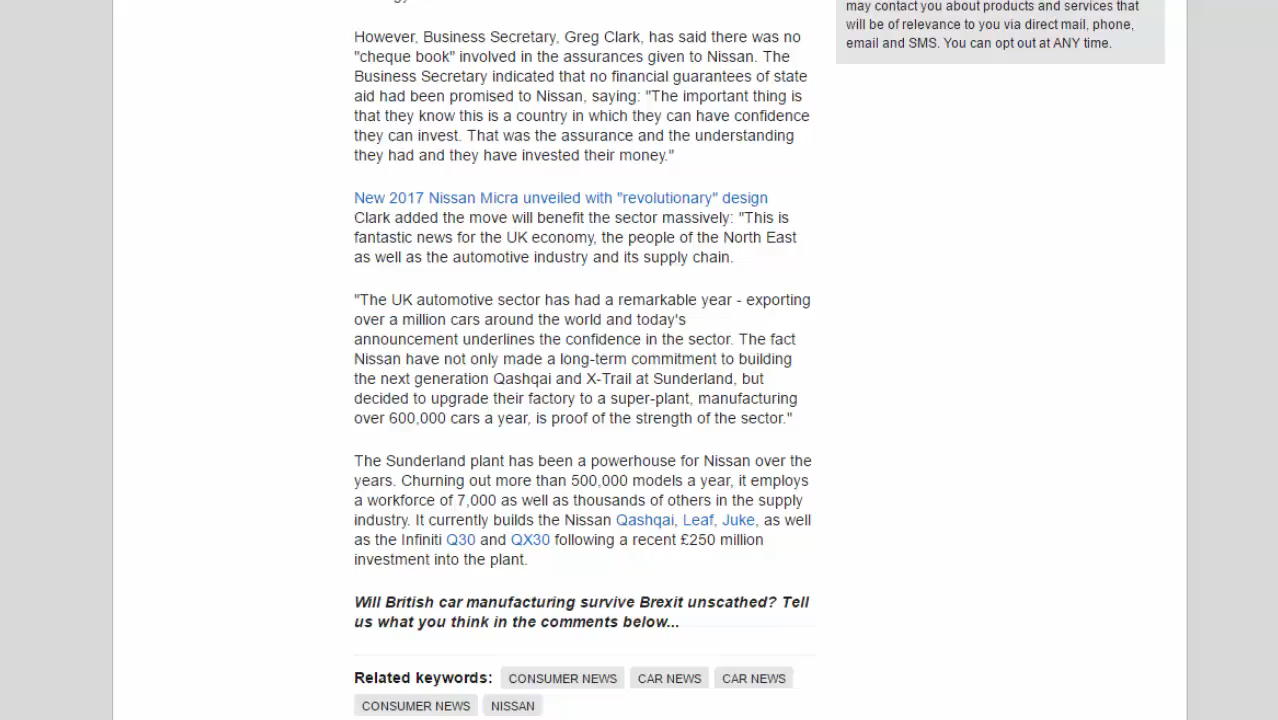 may contact you about products and services that
will be of relevance to you via direct mail, phone,
email and SMS. You can opt out at ANY time.
However, Business Secretary, Greg Clark, has said there was no
"cheque book" involved in the assurances given to Nissan. The
Business Secretary indicated that no financial guarantees of state
aid had been promised to Nissan, saying: "The important thing is
that they know this is a country in which they can have confidence
they can invest. That was the assurance and the understanding
they had and they have invested their money."
New 2017 Nissan Micra unveiled with "revolutionary" design
Clark added the move will benefit the sector massively: "This is
fantastic news for the UK economy, the people of the North East
as well as the automotive industry and its supply chain.
"The UK automotive sector has had a remarkable year - exporting
over a million cars around the world and today's
announcement underlines the confidence in the sector. The fact
Nissan have not only made a long-term commitment to building
the next generation Qashqai and X-Trail at Sunderland, but
decided to upgrade their factory to a super-plant, manufacturing
over 600,000 cars a year, is proof of the strength of the sector."
The Sunderland plant has been a powerhouse for Nissan over the
years. Churning out more than 500,000 models a year, it employs
a workforce of 7,000 as well as thousands of others in the supply
industry. It currently builds the Nissan Qashqai, Leaf, Juke, as well
as the Infiniti Q30 and QX30 following a recent £250 million
investment into the plant.
Will British car manufacturing survive Brexit unscathed? Tell
us what you think in the comments below...
Related keywords: CONSUMER NEWS CAR NEWS CAR NEWS
CONSUMER NEWS NISSAN